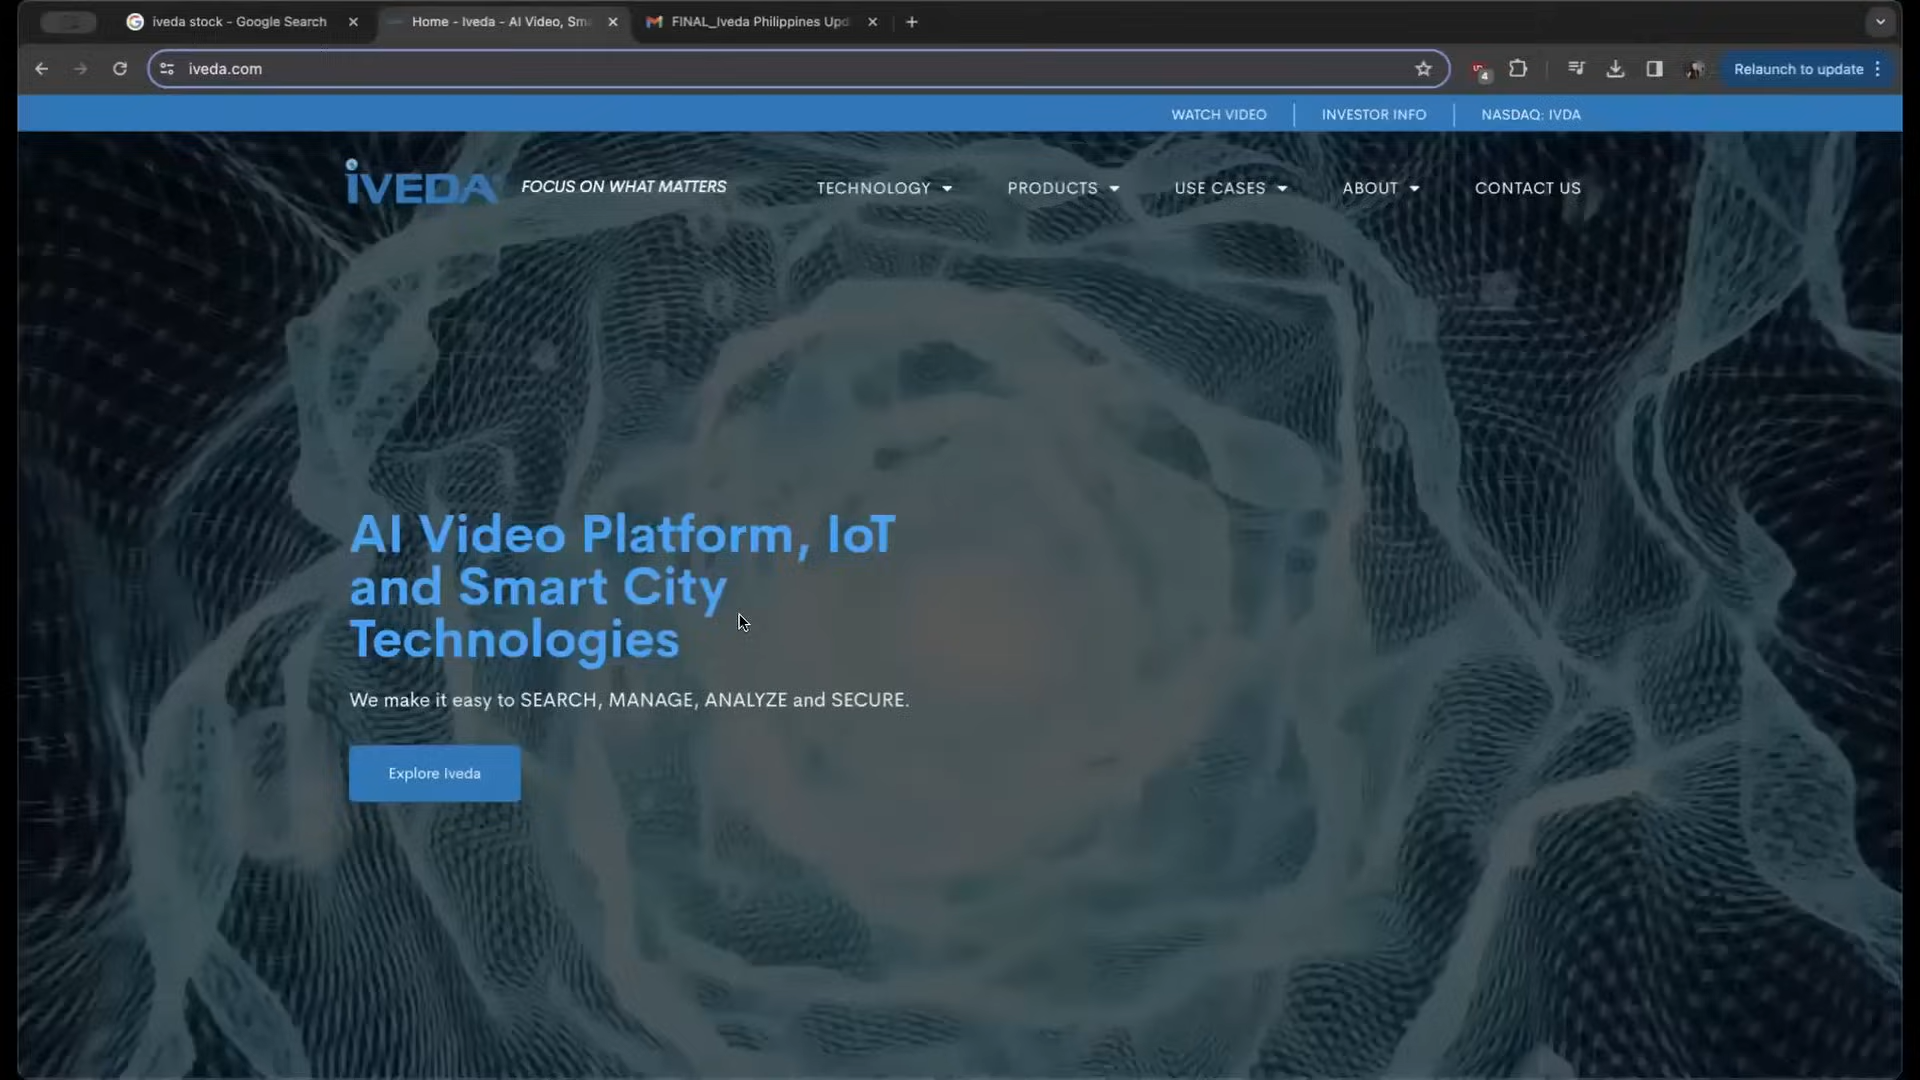 iveda stock - Google Search
Home - Iveda - AI Video, Sm
FINAL_Iveda Philippines Upd
iveda.com
4
Relaunch to update
WATCH VIDEO
INVESTOR INFO
NASDAQ: IVDA
iVEDA
FOCUS ON WHAT MATTERS
TECHNOLOGY
PRODUCTS
USE CASES
ABOUT
CONTACT US
AI Video Platform, IoT
and Smart City
Technologies
We make it easy to SEARCH, MANAGE, ANALYZE and SECURE.
Explore Iveda